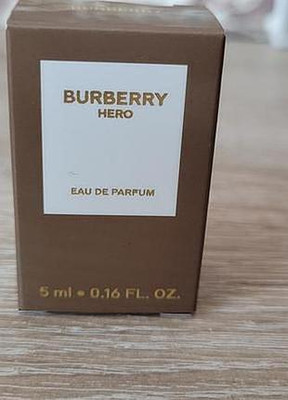 BURBERRY
HERO
EAU DE PARFUM
5 ml • 0.16 FL. OZ.